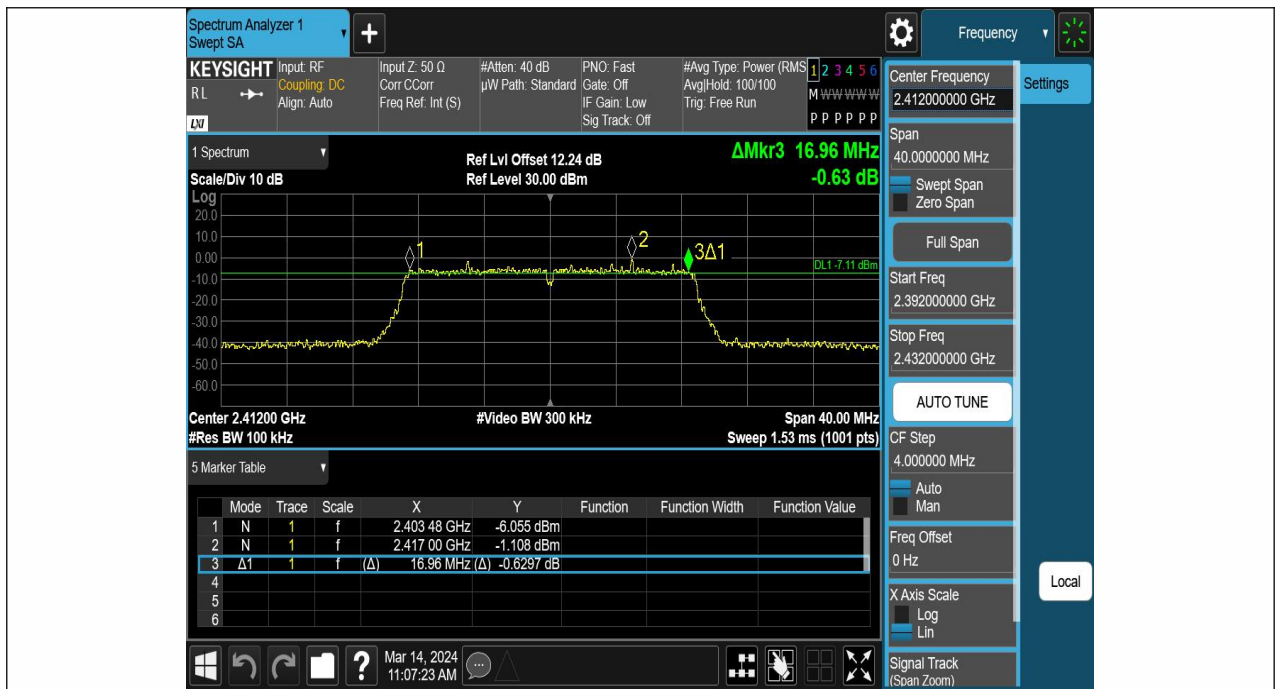 Spectrum Analyzer 1
Swept SA
+
Frequency
KEYSIGHT
RL
LXI
Input: RF
Coupling: DC
Align: Auto
Input Z: 50 Ω
Corr CCorr
Freq Ref: Int (S)
#Atten: 40 dB
µW Path: Standard
PNO: Fast
Gate: Off
IF Gain: Low
Sig Track: Off
#Avg Type: Power (RMS
Avg|Hold: 100/100
Trig: Free Run
1 2 3 4 5 6
M W W W W W
P P P P P P
1 Spectrum
Scale/Div 10 dB
Ref Lvl Offset 12.24 dB
Ref Level 30.00 dBm
ΔMkr3 16.96 MHz
-0.63 dB
Log
20.0
10.0
0.00
-10.0
-20.0
-30.0
-40.0
-50.0
-60.0
1
2
3Δ1
DL1 -7.11 dBm
Center 2.41200 GHz
#Video BW 300 kHz
Span 40.00 MHz
#Res BW 100 kHz
Sweep 1.53 ms (1001 pts)
5 Marker Table
Mode Trace Scale X Y Function Function Width Function Value
1 N 1 f 2.403 48 GHz -6.055 dBm
2 N 1 f 2.417 00 GHz -1.108 dBm
3 Δ1 1 f (Δ) 16.96 MHz (Δ) -0.6297 dB
4
5
6
?
Mar 14, 2024
11:07:23 AM
Center Frequency
2.412000000 GHz
Settings
Span
40.0000000 MHz
Swept Span
Zero Span
Full Span
Start Freq
2.392000000 GHz
Stop Freq
2.432000000 GHz
AUTO TUNE
CF Step
4.000000 MHz
Auto
Man
Freq Offset
0 Hz
Local
X Axis Scale
Log
Lin
Signal Track
(Span Zoom)